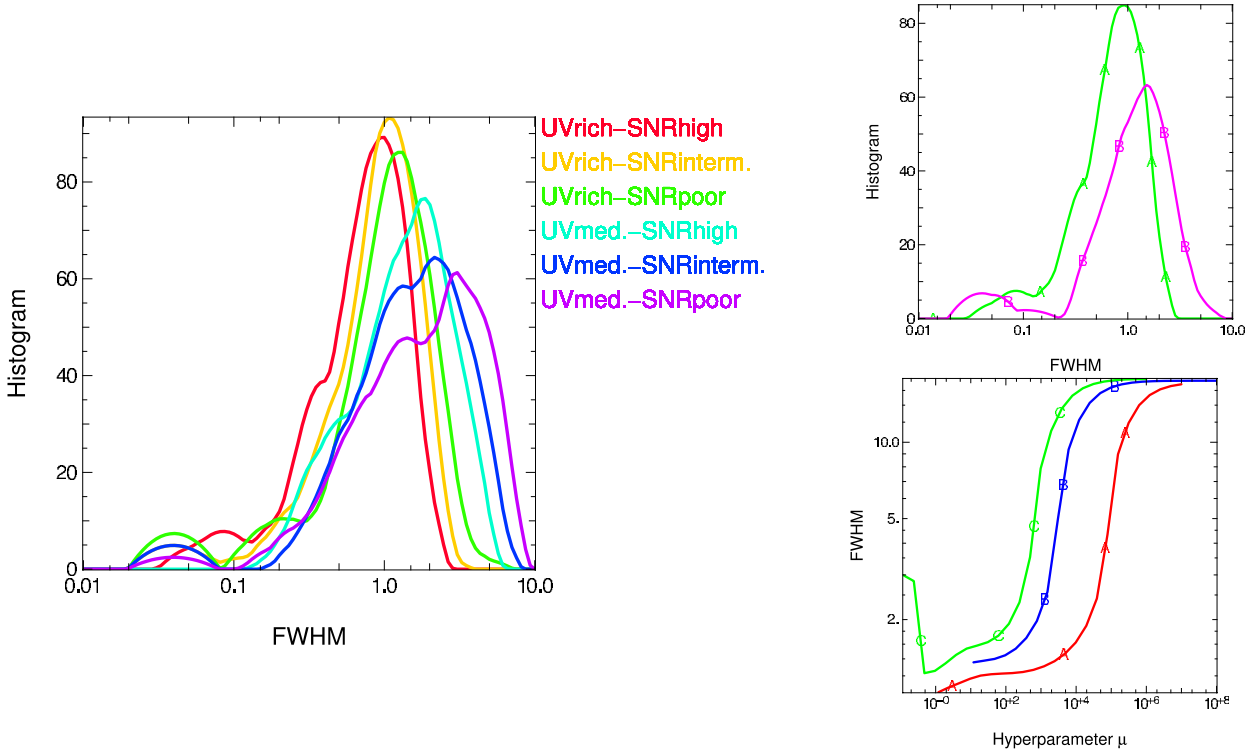 Histogram
80
60
40
20
0
0.01
0.1
1.0
10.0
FWHM
UVrich-SNRhigh
UVrich-SNRinterm.
UVrich-SNRpoor
UVmed.-SNRhigh
UVmed.-SNRinterm.
UVmed.-SNRpoor
Histogram
80
60
40
20
0
A
A
A
A
A
A
A
B
B
B
B
B
0.01
0.1
1.0
10.0
FWHM
FWHM
10.0
5.
2.
C
C
C
C
B
B
B
A
A
A
A
10-0
10+2
10+4
10+6
10+8
Hyperparameter μ